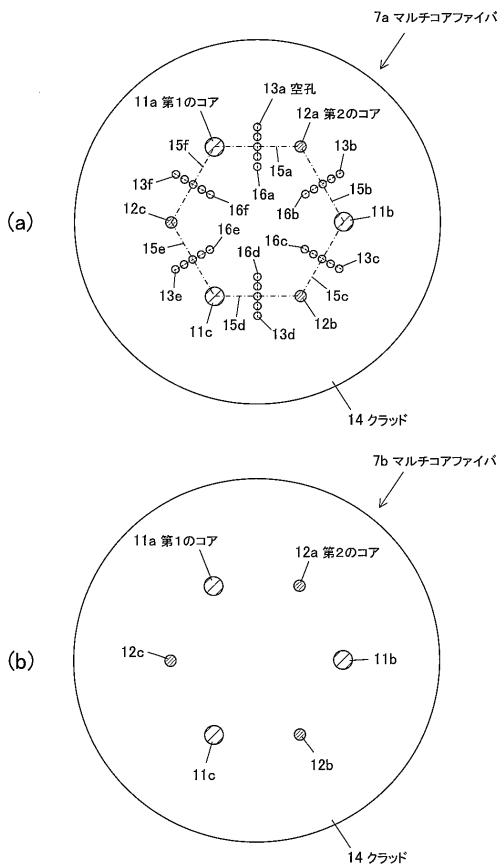 7a マルチコアファイバ
13a 空孔
11a 第1のコア
12a 第2のコア
15f
13b
15a
13f
15b
16a
16f
16b
(a)
12c
11b
16e
16c
15e
16d
13c
13e
15c
11c
15d
12b
13d
14 クラッド
7b マルチコアファイバ
11a 第1のコア
12a 第2のコア
(b)
12c
11b
11c
12b
14 クラッド